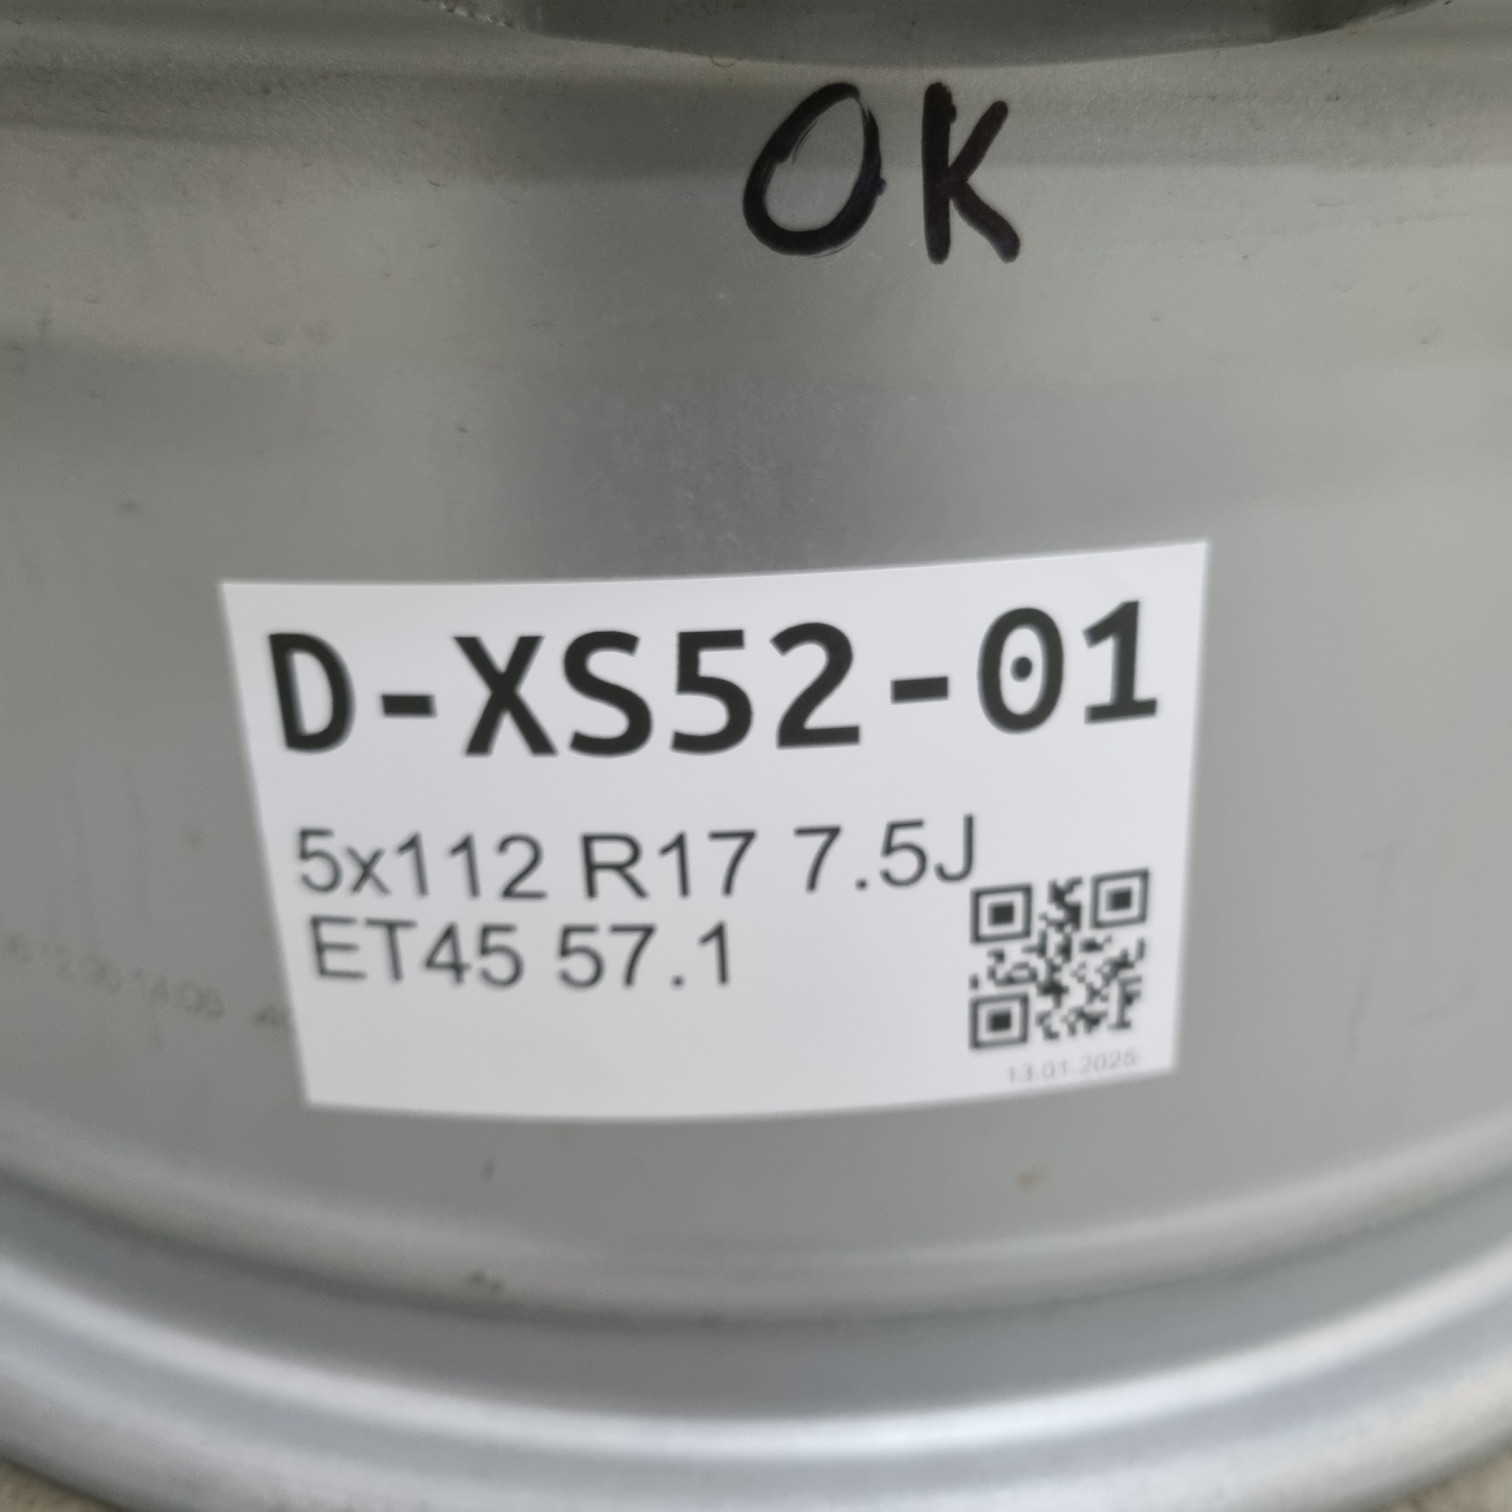 OK
D-XS52-01
5x112 R17 7.5J
ET45 57.1
13.01.2025